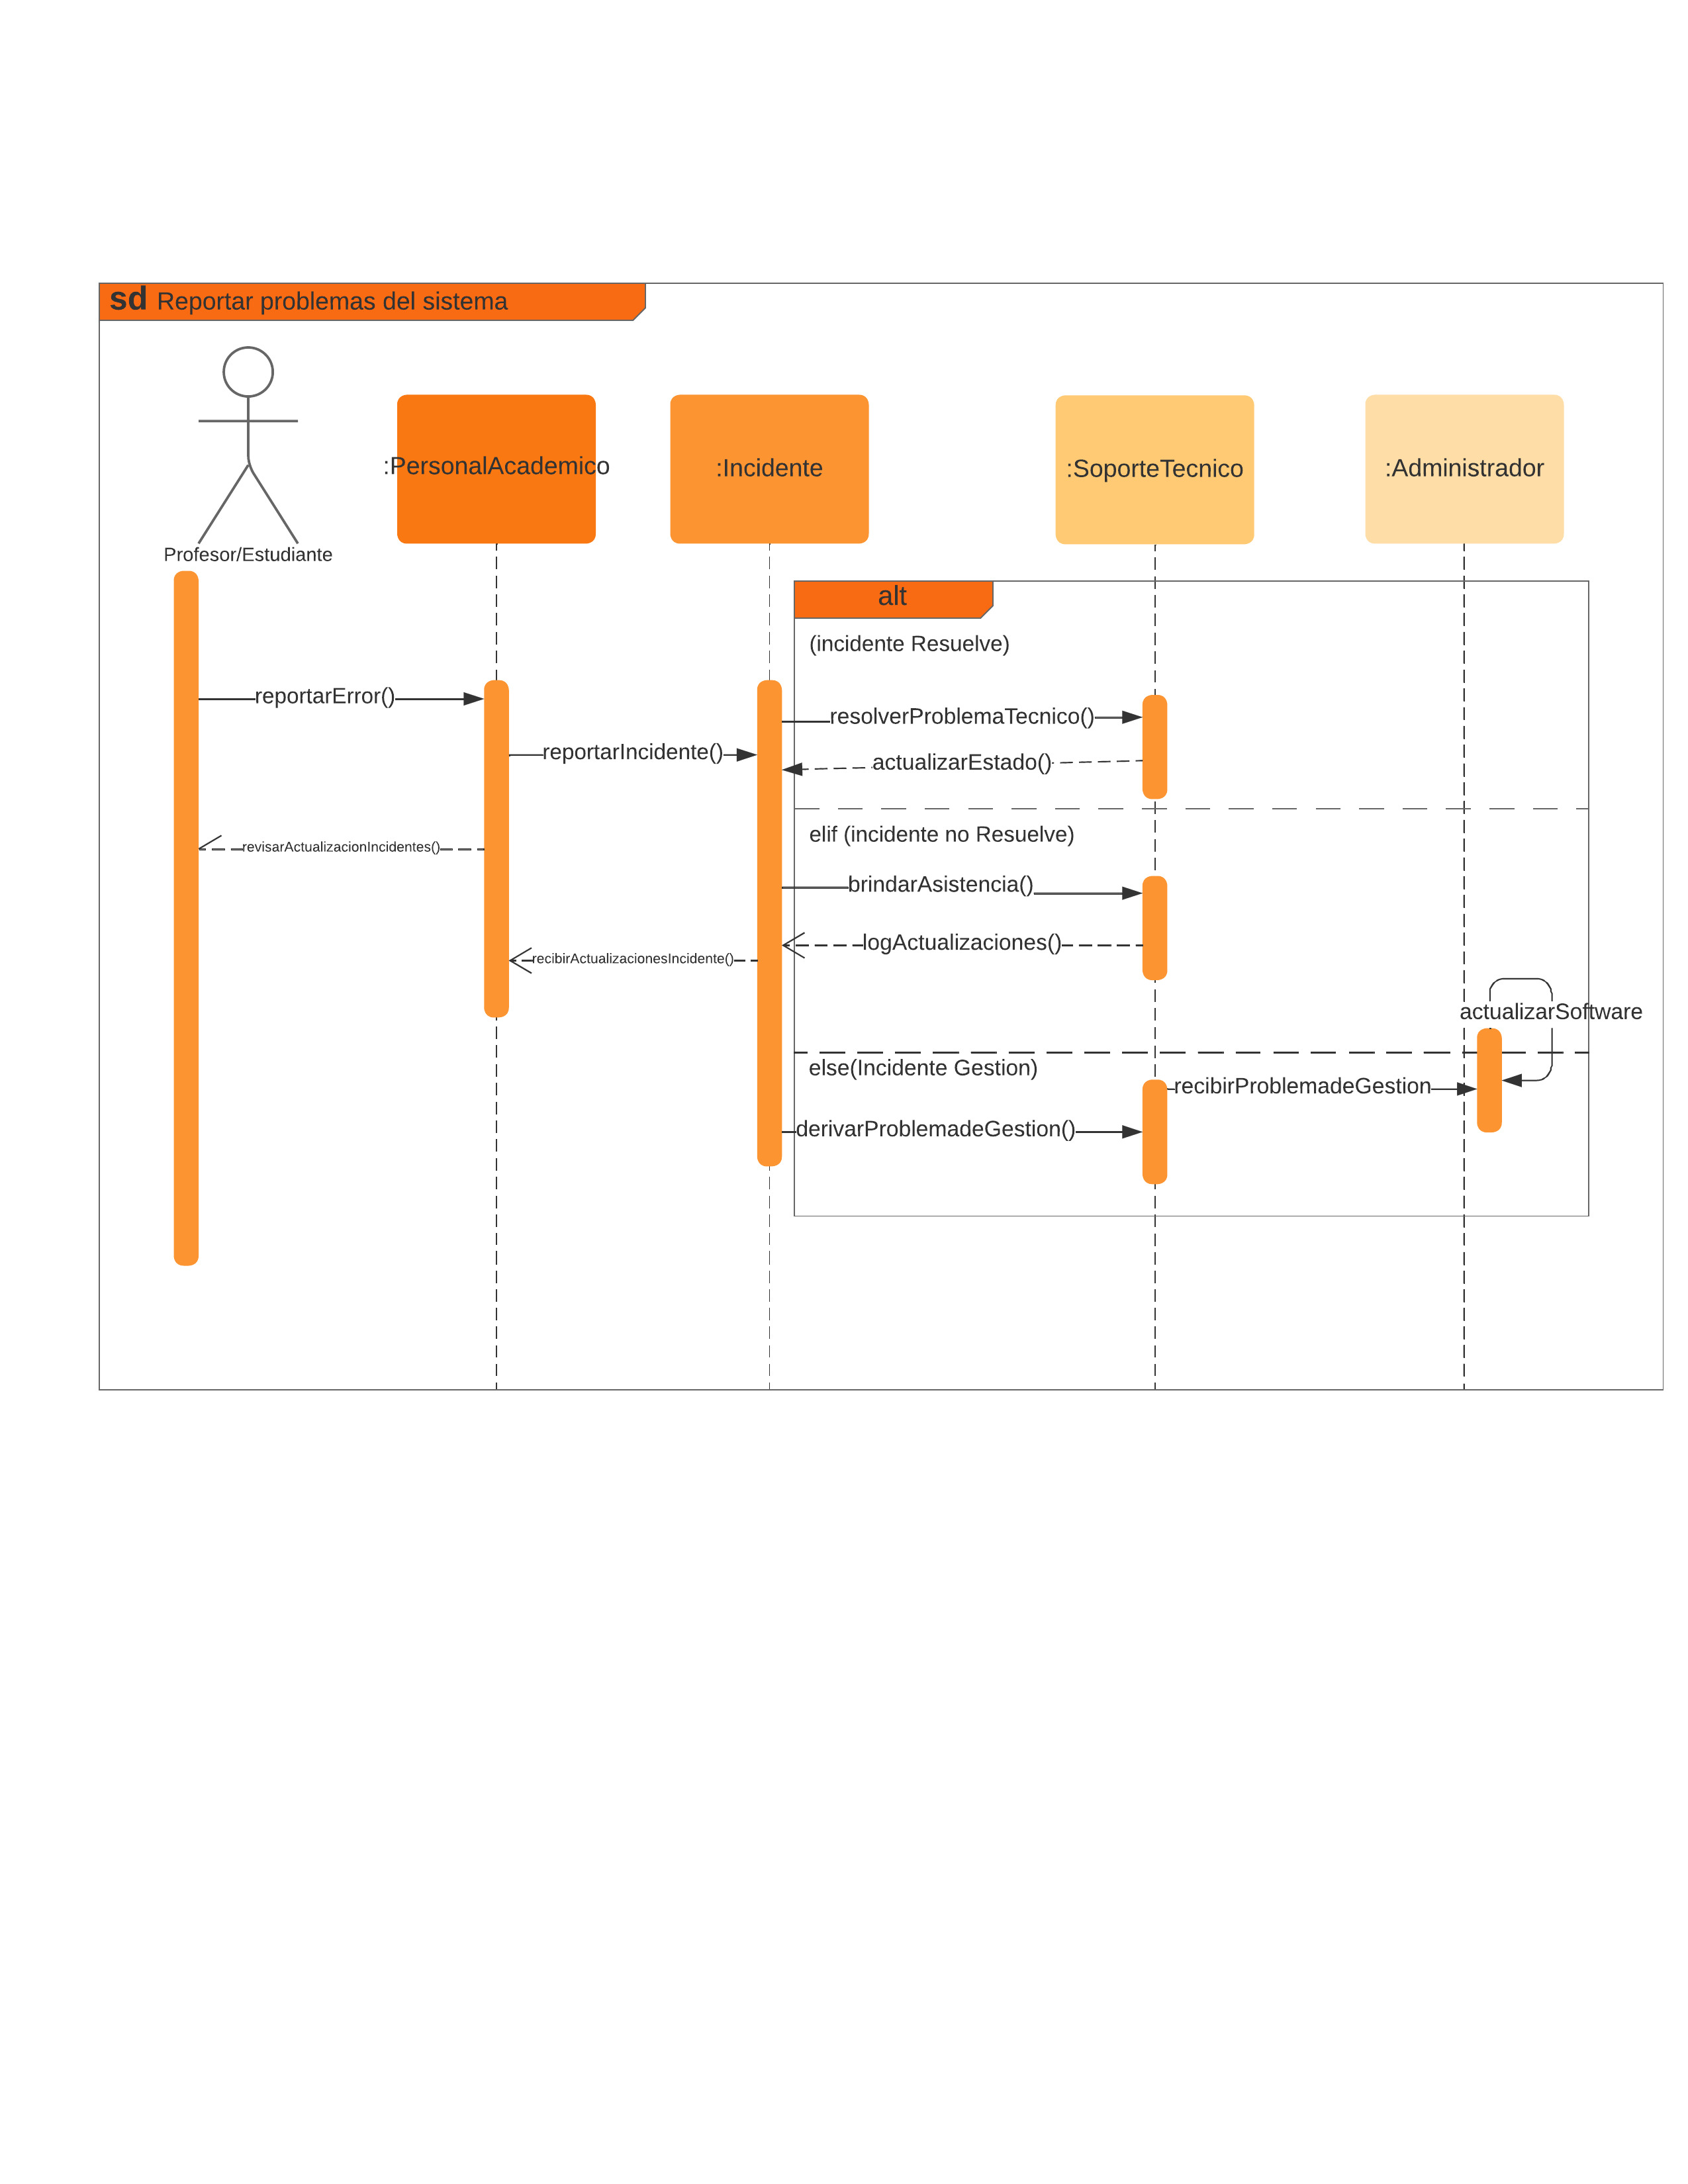 sd Reportar problemas del sistema
:PersonalAcademico
:Incidente
:SoporteTecnico
:Administrador
Profesor/Estudiante
alt
(incidente Resuelve)
reportarError()
resolverProblemaTecnico()
reportarIncidente()
actualizarEstado()
elif (incidente no Resuelve)
revisarActualizacionIncidentes()
brindarAsistencia()
logActualizaciones()
recibirActualizacionesIncidente()
actualizarSoftware
else(Incidente Gestion)
recibirProblemadeGestion
derivarProblemadeGestion()